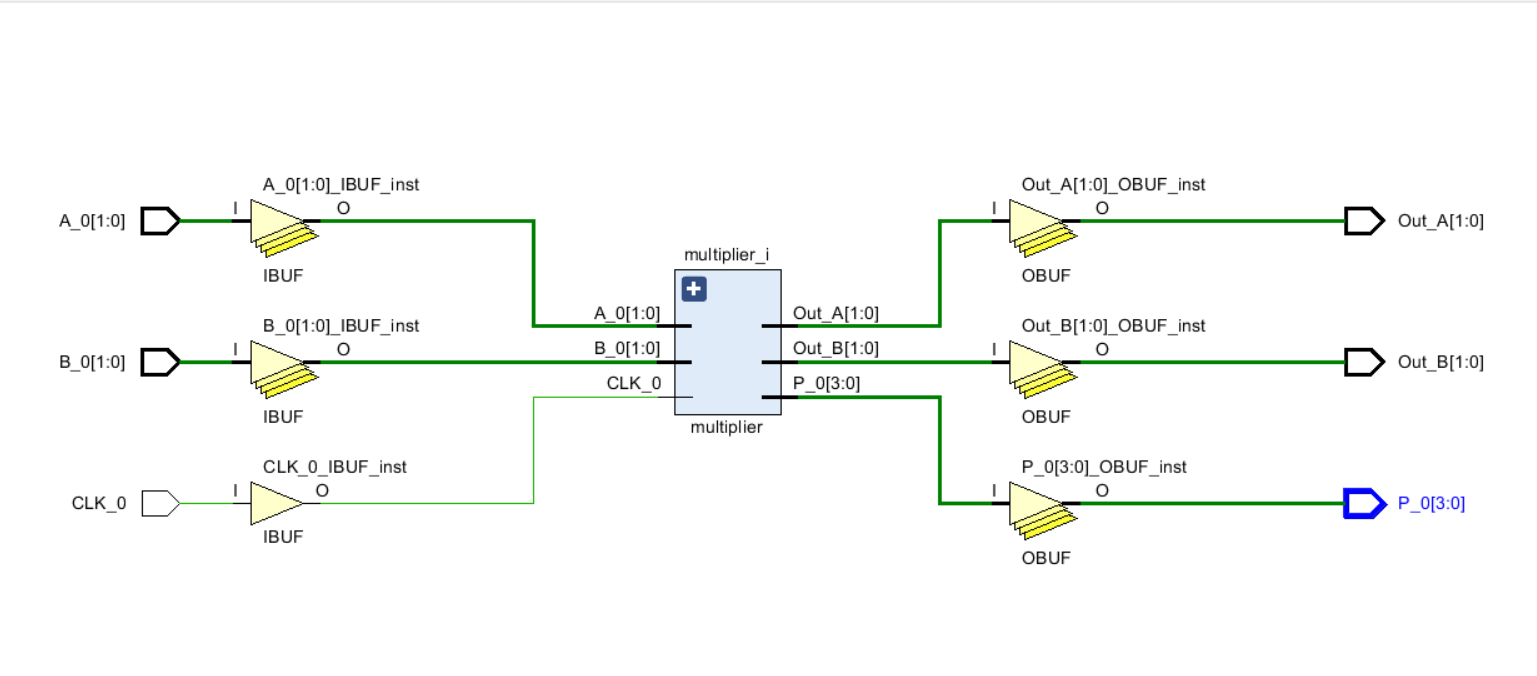 A_0[1:0]_IBUF_inst
Out_A[1:0]_OBUF_inst
I
O
I
O
A_0[1:0]
Out_A[1:0]
multiplier_i
IBUF
OBUF
A_0[1:0]
Out_A[1:0]
B_0[1:0]_IBUF_inst
Out_B[1:0]_OBUF_inst
I
O
B_0[1:0]
Out_B[1:0]
I
O
B_0[1:0]
Out_B[1:0]
CLK_0
P_0[3:0]
IBUF
multiplier
OBUF
CLK_0_IBUF_inst
P_0[3:0]_OBUF_inst
I
O
I
O
CLK_0
P_0[3:0]
IBUF
OBUF